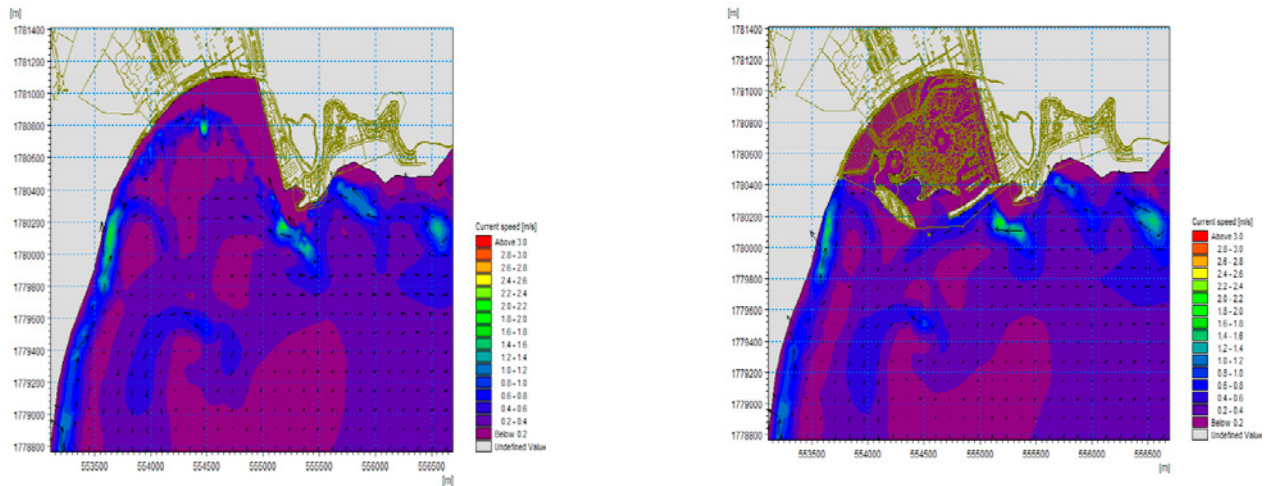 [m]
1781400
1781200
1781000
1780800
1780600
1780400
1780200
1780000
1779800
1779600
1779400
1779200
1779000
1778800
553500
554000
554500
555000
555500
556000
556500
[m]
Current speed [m/s]
Above 3.0
2.8 - 3.0
2.6 - 2.8
2.4 - 2.6
2.2 - 2.4
2.0 - 2.2
1.8 - 2.0
1.6 - 1.8
1.4 - 1.6
1.2 - 1.4
1.0 - 1.2
0.8 - 1.0
0.6 - 0.8
0.4 - 0.6
0.2 - 0.4
Below 0.2
Undefined Value
[m]
1781400
1781200
1781000
1780800
1780600
1780400
1780200
1780000
1779800
1779600
1779400
1779200
1779000
1778800
553500
554000
554500
555000
555500
556000
556500
[m]
Current speed [m/s]
Above 3.0
2.8 - 3.0
2.6 - 2.8
2.4 - 2.6
2.2 - 2.4
2.0 - 2.2
1.8 - 2.0
1.6 - 1.8
1.4 - 1.6
1.2 - 1.4
1.0 - 1.2
0.8 - 1.0
0.6 - 0.8
0.4 - 0.6
0.2 - 0.4
Below 0.2
Undefined Value